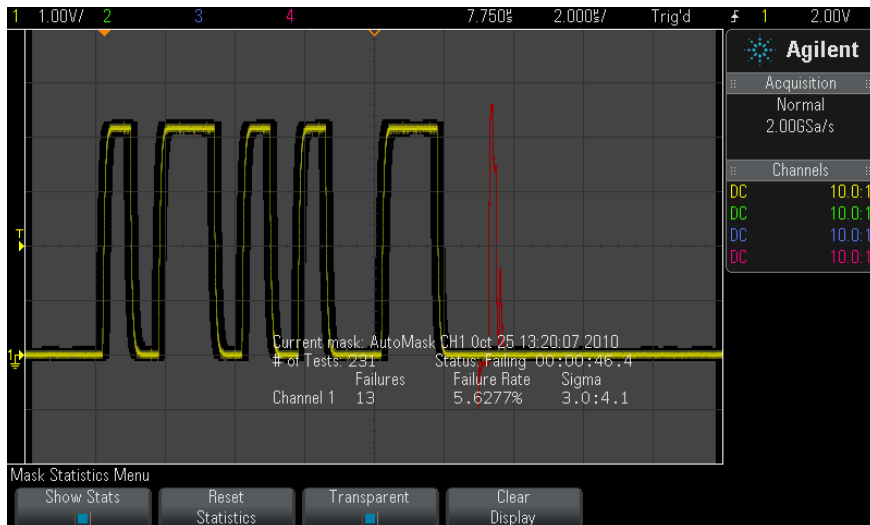 1 1.00V/ 2 3 4 7.750s 2.000s/ Trig'd 1 2.00V
Agilent
Acquisition
Normal
2.00GSa/s
Channels
DC 10.0:1
DC 10.0:1
DC 10.0:1
DC 10.0:1
T
1
Current mask: AutoMask CH1 Oct 25 13:20:07 2010
# of Tests: 231 Status: Failing 00:00:46.4
Failures Failure Rate Sigma
Channel 1 13 5.6277% 3.0:4.1
Mask Statistics Menu
Show Stats Reset Statistics Transparent Clear Display